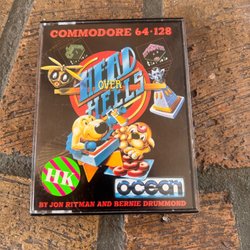 COMMODORE 64·128
HEAD
OVER
HEELS
HK
ocean
BY JON RITMAN AND BERNIE DRUMMOND